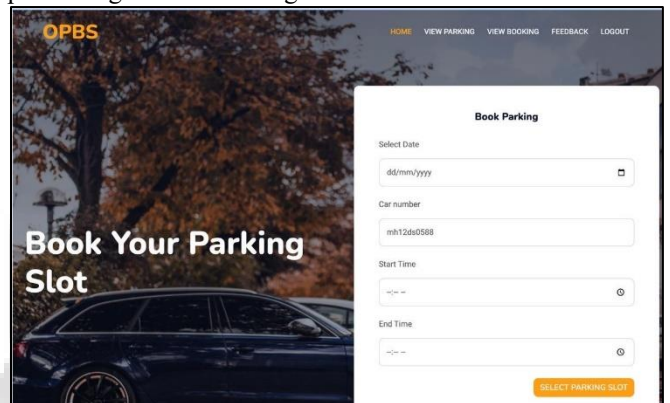 OPBS
HOME VIEW PARKING VIEW BOOKING FEEDBACK LOGOUT
Book Your Parking
Slot
Book Parking
Select Date
dd/mm/yyyy
Car number
mh12ds0588
Start Time
--:-- --
End Time
--:-- --
SELECT PARKING SLOT